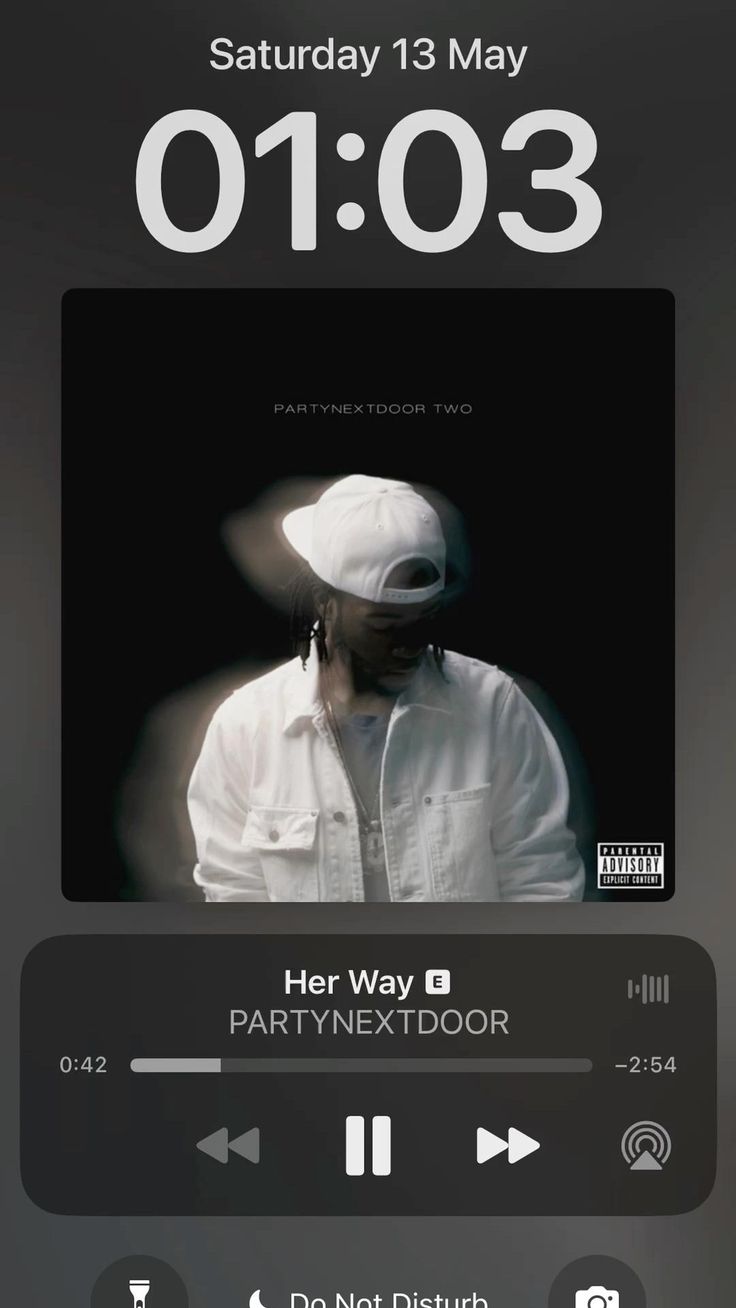 Saturday 13 May
01:03
PARTYNEXTDOOR TWO
PARENTAL
ADVISORY
EXPLICIT CONTENT
Her Way E
PARTYNEXTDOOR
0:42
−2:54
Do Not Disturb